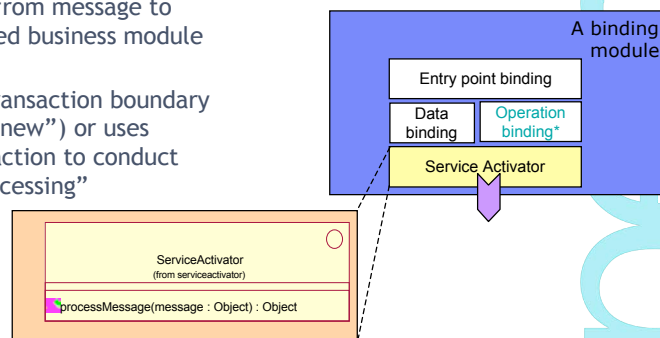 from message to
ed business module
ransaction boundary
new”) or uses
action to conduct
cessing”
A binding
module
Entry point binding
Data
binding
Operation
binding*
Service Activator
ServiceActivator
(from serviceactivator)
processMessage(message : Object) : Object